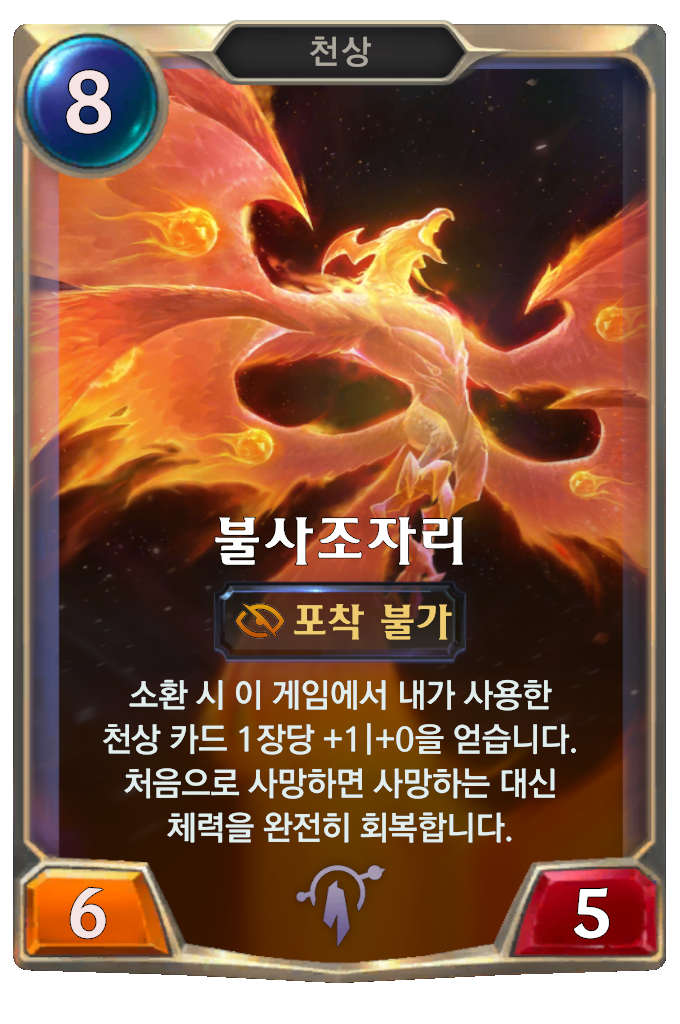 천상
8
불사조자리
포착 불가
소환 시 이 게임에서 내가 사용한
천상 카드 1장당 +1|+0을 얻습니다.
처음으로 사망하면 사망하는 대신
체력을 완전히 회복합니다.
6
5